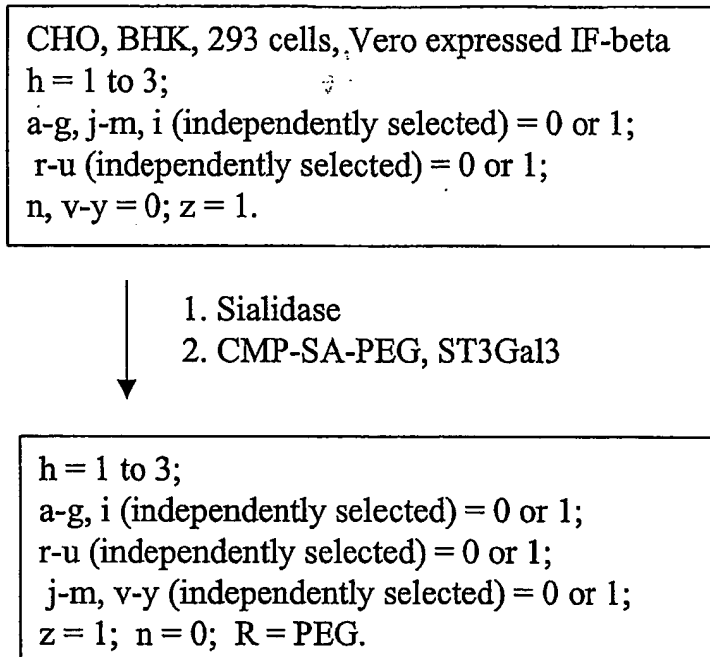 CHO, BHK, 293 cells, Vero expressed IF-beta
h = 1 to 3;
a-g, j-m, i (independently selected) = 0 or 1;
r-u (independently selected) = 0 or 1;
n, v-y = 0; z = 1.
1. Sialidase
2. CMP-SA-PEG, ST3Gal3
h = 1 to 3;
a-g, i (independently selected) = 0 or 1;
r-u (independently selected) = 0 or 1;
j-m, v-y (independently selected) = 0 or 1;
z = 1; n = 0; R = PEG.